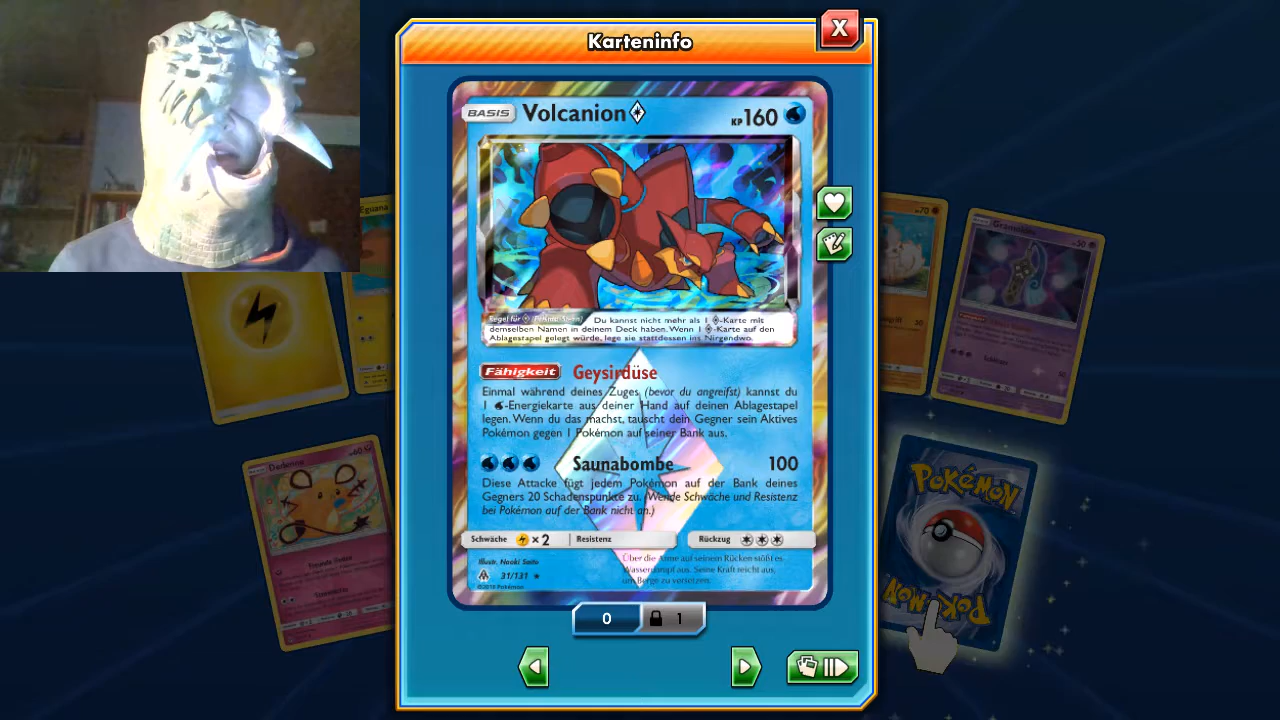 Karteninfo
X
BASIS Volcanion KP160
Regel für (Prisma-Stern) Du kannst nicht mehr als 1 -Karte mit
demselben Namen in deinem Deck haben. Wenn 1 -Karte auf den
Ablagestapel gelegt würde, lege sie stattdessen ins Nirgendwo.
Fähigkeit Geysirdüse
Einmal während deines Zuges (bevor du angreifst) kannst du
1 -Energiekarte aus deiner Hand auf deinen Ablagestapel
legen. Wenn du das machst, tauscht dein Gegner sein Aktives
Pokémon gegen 1 Pokémon auf seiner Bank aus.
Saunabombe 100
Diese Attacke fügt jedem Pokémon auf der Bank deines
Gegners 20 Schadenspunkte zu. (Wende Schwäche und Resistenz
bei Pokémon auf der Bank nicht an.)
Schwäche ×2 Resistenz Rückzug
Illustr. Naoki Saito
31/131 ★
©2018 Pokémon
Über die Arme auf seinem Rücken stößt es
Wasserdampf aus. Seine Kraft reicht aus,
um Berge zu versetzen.
0 1
70
30
50
Dedenne 60
POKéMON
POKéMON